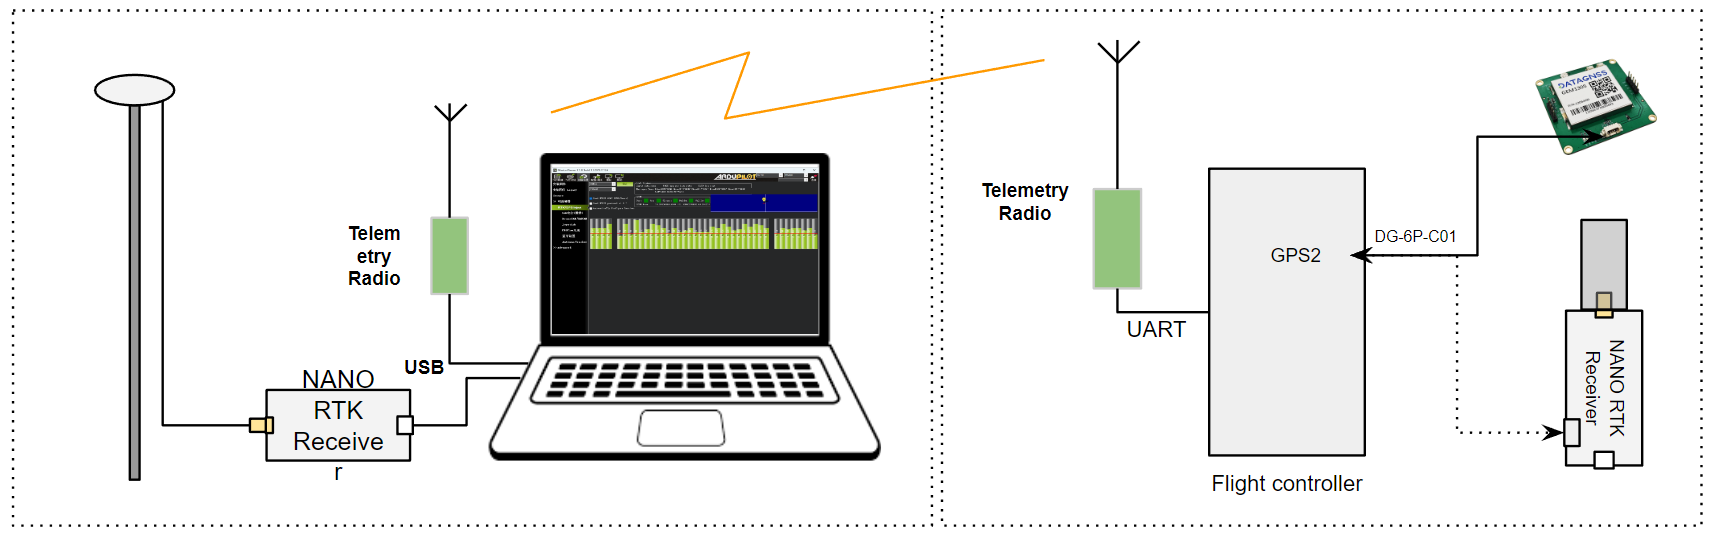 Telem
etry
Radio
USB
NANO
RTK
Receive
r
ARDUPILOT
Telemetry
Radio
UART
GPS2
Flight controller
DG-6P-C01
DATAGNSS
NANO RTK
Receiver